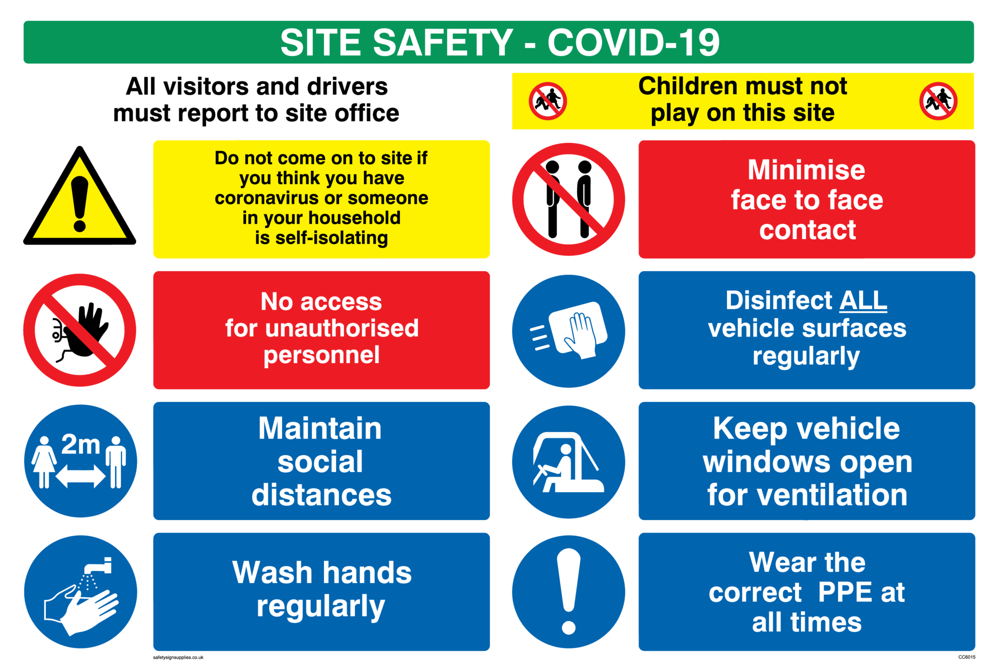 SITE SAFETY - COVID-19
All visitors and drivers
must report to site office
Children must not
play on this site
Do not come on to site if
you think you have
coronavirus or someone
in your household
is self-isolating
Minimise
face to face
contact
No access
for unauthorised
personnel
Disinfect ALL
vehicle surfaces
regularly
2m
Maintain
social
distances
Keep vehicle
windows open
for ventilation
Wash hands
regularly
Wear the
correct  PPE at
all times
safetysignsupplies.co.uk
CC6015